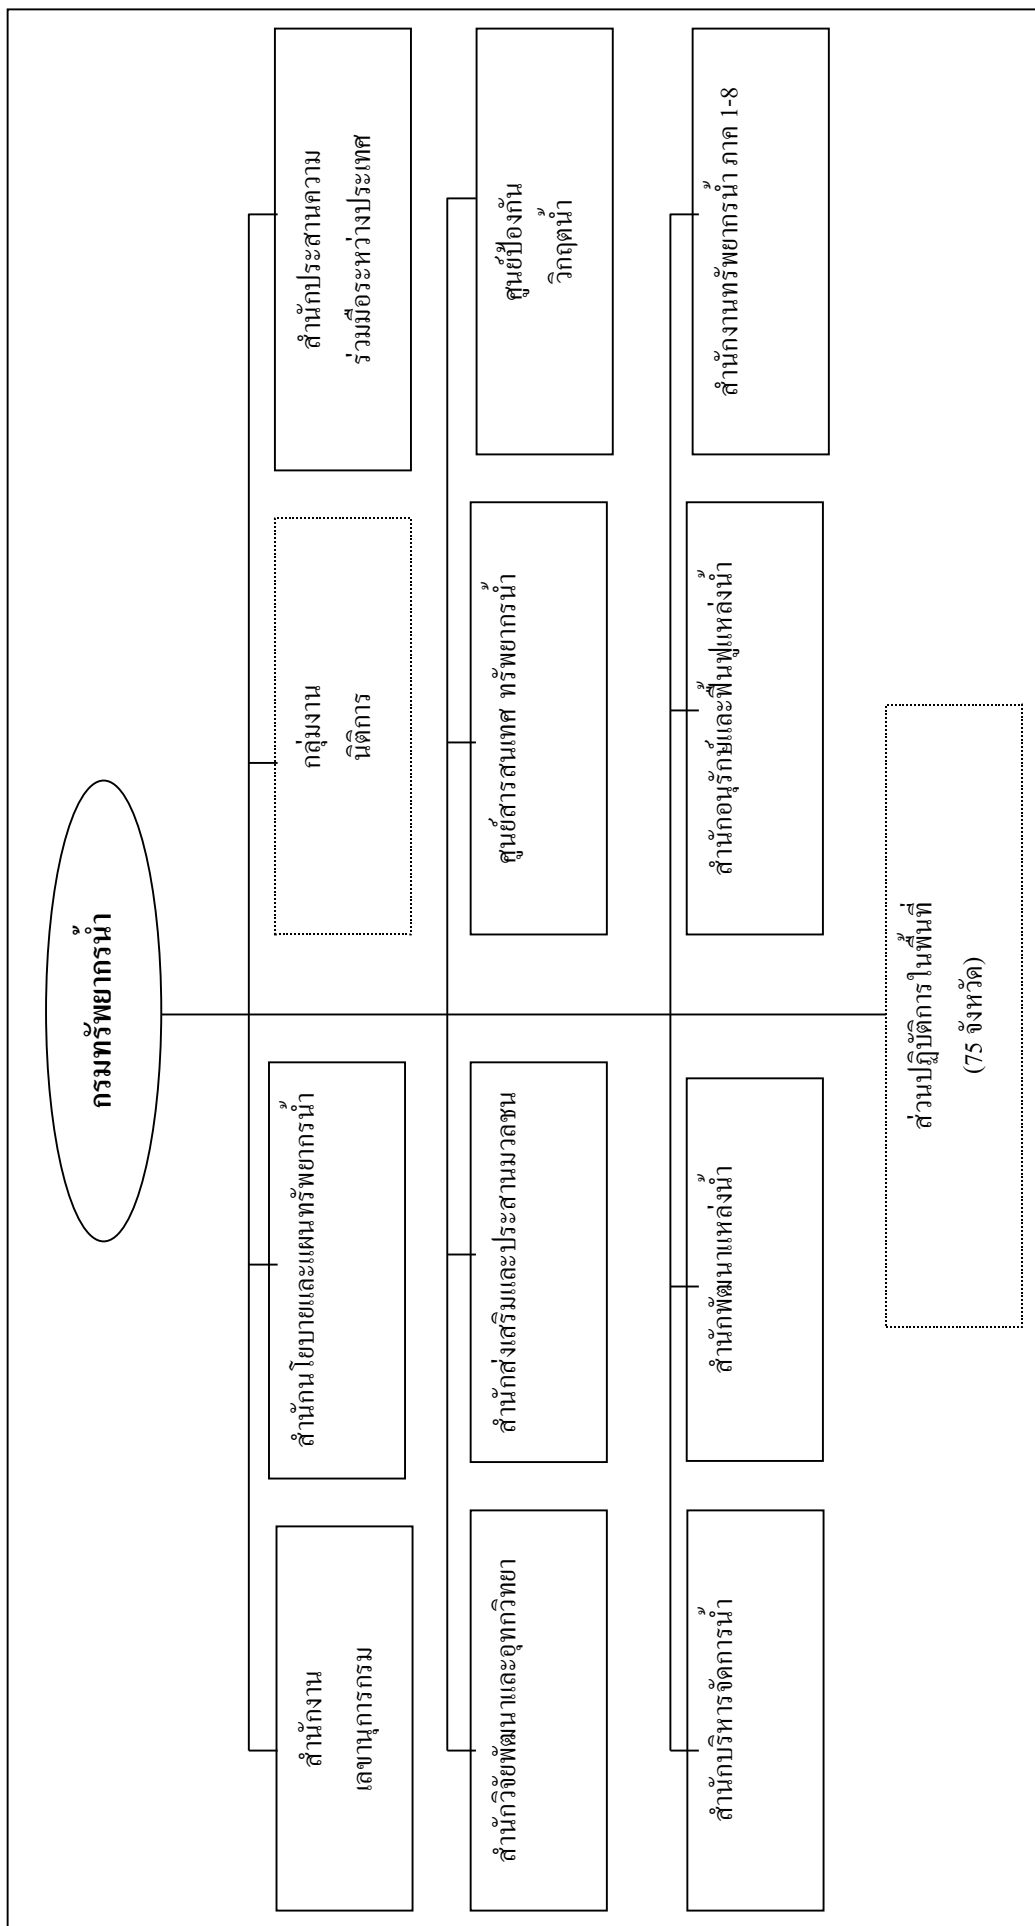 กรมทรัพยากรน้ำ
สำนักงาน
เลขานุการกรม
สำนักนโยบายและแผนทรัพยากรน้ำ
กลุ่มงาน
นิติการ
สำนักประสานความ
ร่วมมือระหว่างประเทศ
สำนักวิจัยพัฒนาและอุทกวิทยา
สำนักส่งเสริมและประสานมวลชน
ศูนย์สารสนเทศ ทรัพยากรน้ำ
ศูนย์ป้องกัน
วิกฤตน้ำ
สำนักบริหารจัดการน้ำ
สำนักพัฒนาแหล่งน้ำ
สำนักอนุรักษ์และฟื้นฟูแหล่งน้ำ
สำนักงานทรัพยากรน้ำ ภาค 1-8
ส่วนปฏิบัติการในพื้นที่
(75 จังหวัด)